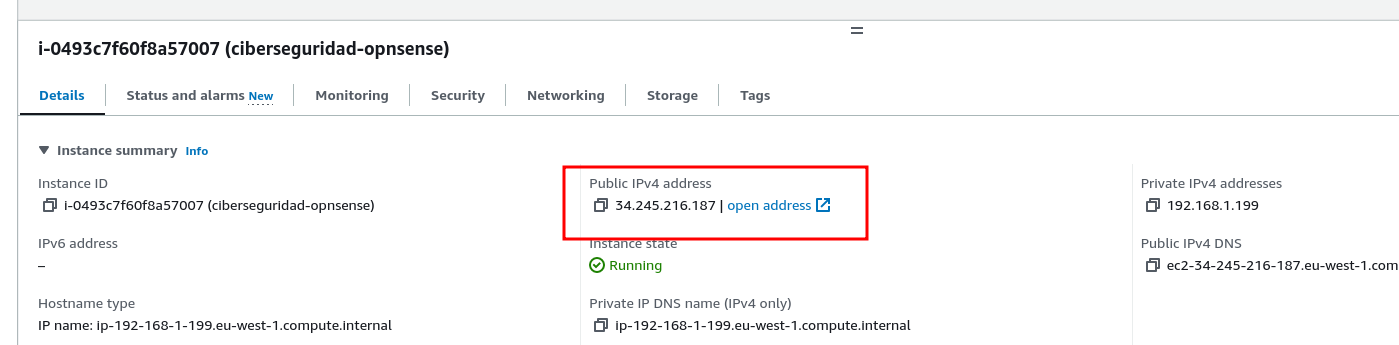 i-0493c7f60f8a57007 (ciberseguridad-opnsense)
Details Status and alarms New Monitoring Security Networking Storage Tags
Instance summary Info
Instance ID Public IPv4 address Private IPv4 addresses
i-0493c7f60f8a57007 (ciberseguridad-opnsense) 34.245.216.187 | open address 192.168.1.199
IPv6 address Instance state Public IPv4 DNS
– Running ec2-34-245-216-187.eu-west-1.com
Hostname type Private IP DNS name (IPv4 only)
IP name: ip-192-168-1-199.eu-west-1.compute.internal ip-192-168-1-199.eu-west-1.compute.internal